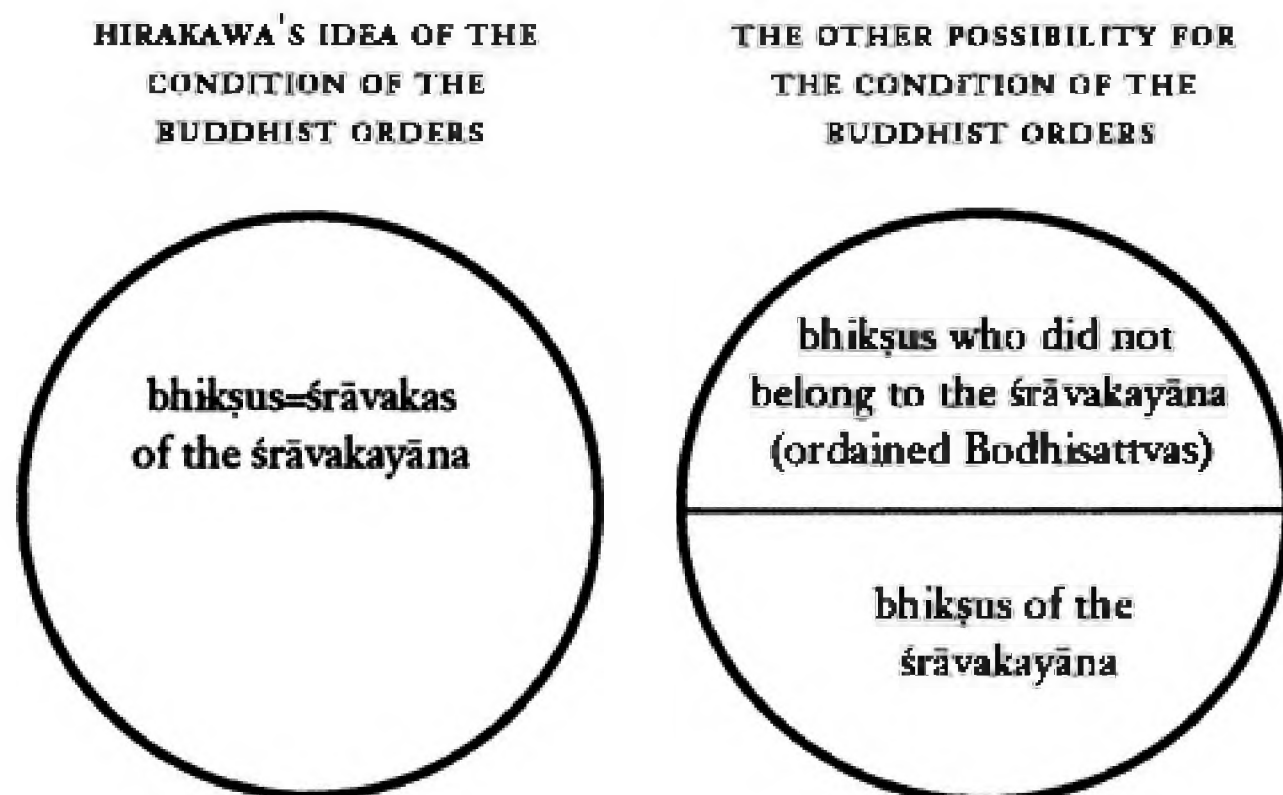 HIRAKAWA'S IDEA OF THE
CONDITION OF THE
BUDDHIST ORDERS
THE OTHER POSSIBILITY FOR
THE CONDITION OF THE
BUDDHIST ORDERS
bhikṣus=śrāvakas
of the śrāvakayāna
bhikṣus who did not
belong to the śrāvakayāna
(ordained Bodhisattvas)
bhikṣus of the
śrāvakayāna